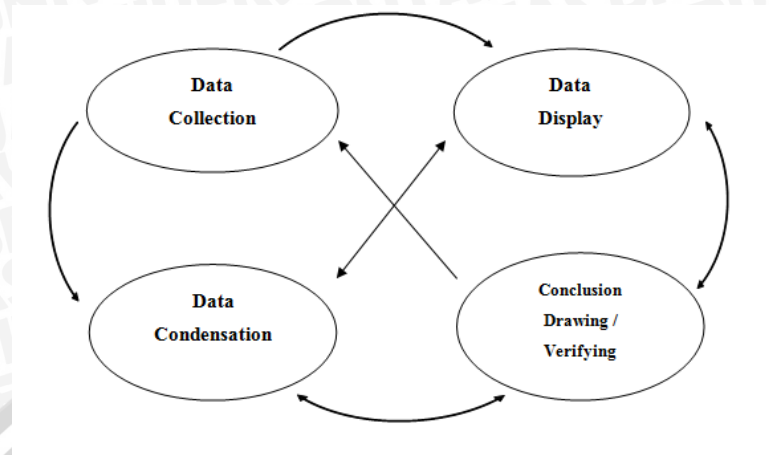 Data
Collection
Data
Display
Data
Condensation
Conclusion
Drawing /
Verifying